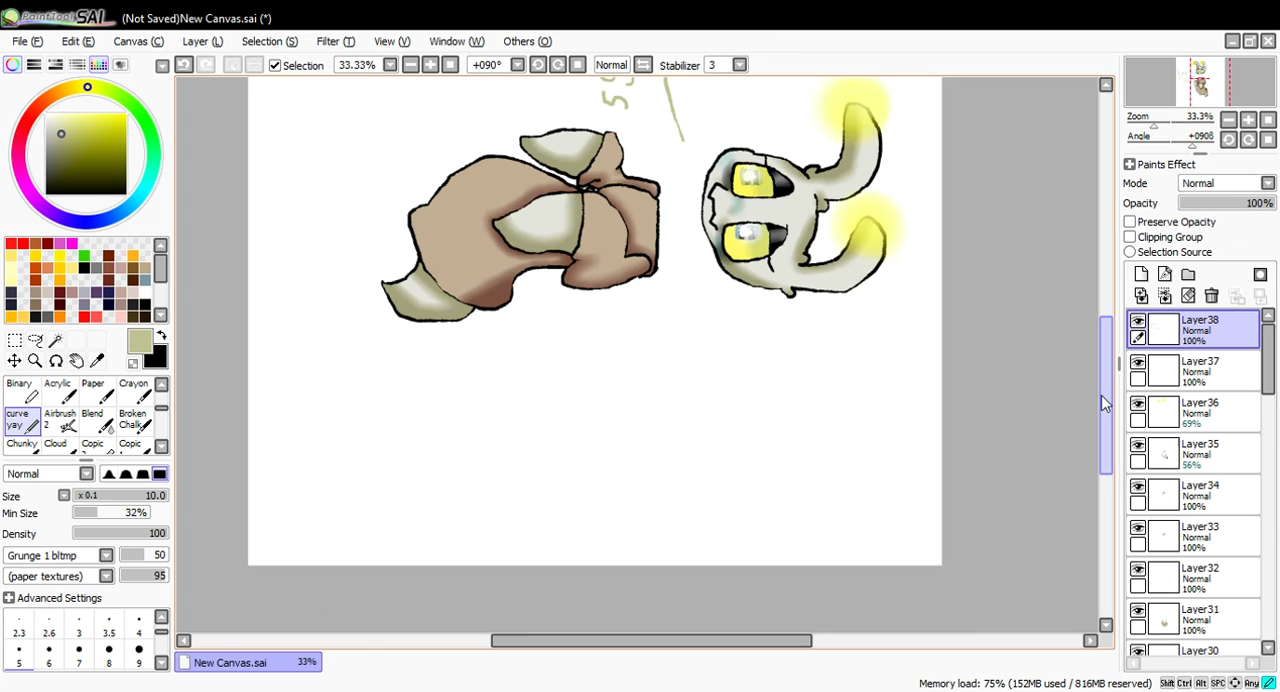 PaintTool SAI (Not Saved)New Canvas.sai (*)
File (F) Edit (E) Canvas (C) Layer (L) Selection (S) Filter (T) View (V) Window (W) Others (O)
Selection 33.33% +090° Normal Stabilizer 3
Zoom 33.3%
Angle +0908
Paints Effect
Mode Normal
Opacity 100%
Preserve Opacity
Clipping Group
Selection Source
Layer38
Normal
100%
Layer37
Normal
100%
Layer36
Normal
69%
Layer35
Normal
56%
Layer34
Normal
100%
Layer33
Normal
100%
Layer32
Normal
100%
Layer31
Normal
100%
Layer30
Binary Acrylic Paper Crayon
curve yay Airbrush 2 Blend Broken Chalk
Chunky Cloud Copic Copic
Normal
Size x 0.1 10.0
Min Size 32%
Density 100
Grunge 1 bltmp 50
(paper textures) 95
Advanced Settings
2.3 2.6 3 3.5 4
5 6 7 8 9
New Canvas.sai 33%
Memory load: 75% (152MB used / 816MB reserved) Shift Ctrl Alt SPC Any